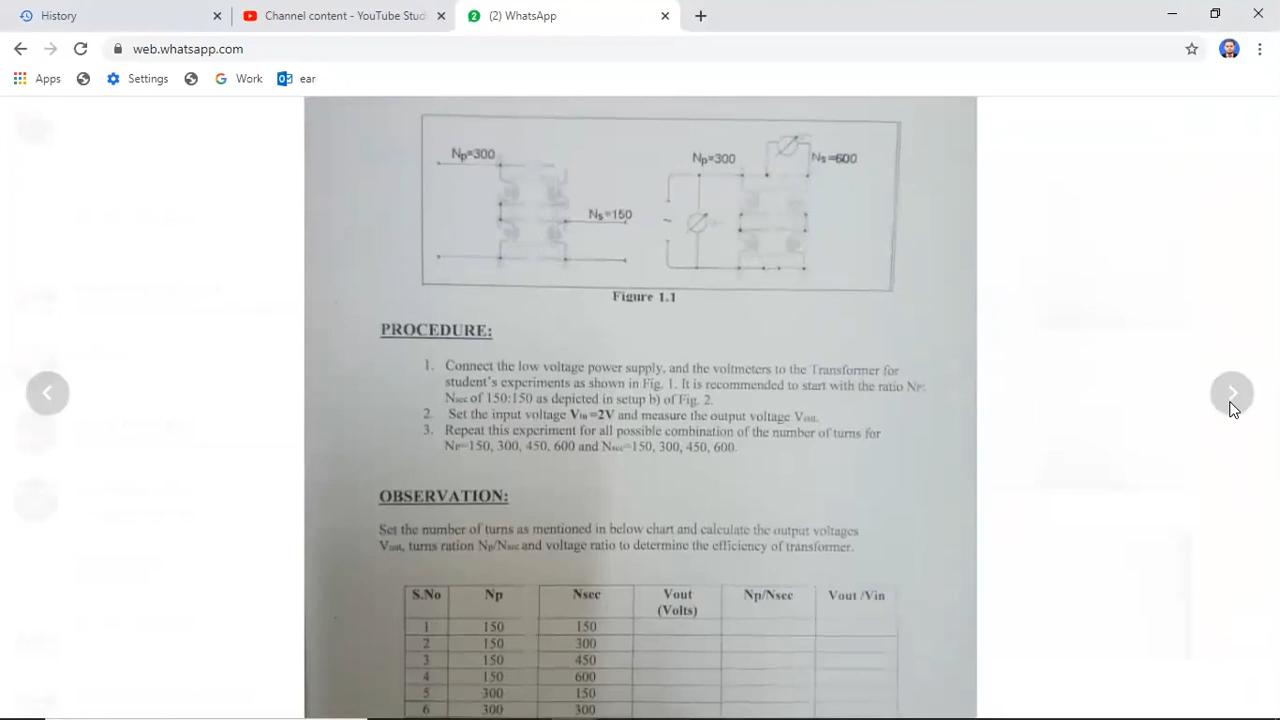 History
Channel content - YouTube Stud
2 (2) WhatsApp
web.whatsapp.com
Apps
Settings
Work
ear
Np=300
Ns=150
Np=300
Ns=600
~
Figure 1.1
PROCEDURE:
1. Connect the low voltage power supply, and the voltmeters to the Transformer for
student's experiments as shown in Fig. 1. It is recommended to start with the ratio NP:
Nsec of 150:150 as depicted in setup b) of Fig. 2.
2. Set the input voltage Vin =2V and measure the output voltage Vout.
3. Repeat this experiment for all possible combination of the number of turns for
NP=150, 300, 450, 600 and Nsec=150, 300, 450, 600.
OBSERVATION:
Set the number of turns as mentioned in below chart and calculate the output voltages
Vout, turns ration Np/Nsec and voltage ratio to determine the efficiency of transformer.
S.No Np Nsec Vout (Volts) Np/Nsec Vout /Vin
1 150 150
2 150 300
3 150 450
4 150 600
5 300 150
6 300 300